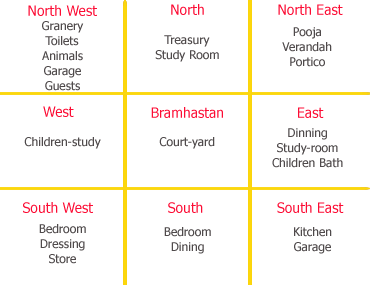 North West
Granery
Toilets
Animals
Garage
Guests
North
Treasury
Study Room
North East
Pooja
Verandah
Portico
West
Children-study
Bramhastan
Court-yard
East
Dinning
Study-room
Children Bath
South West
Bedroom
Dressing
Store
South
Bedroom
Dining
South East
Kitchen
Garage